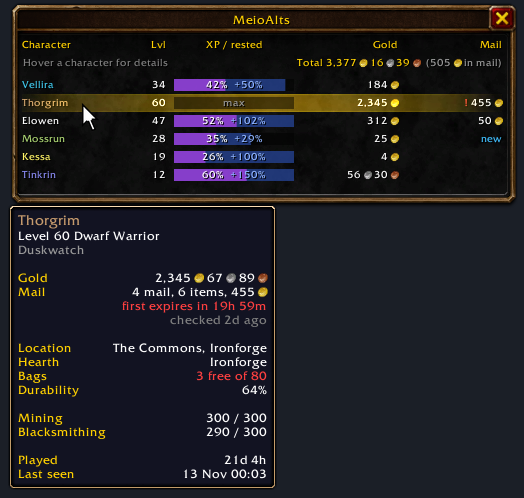 MeioAlts
Character Lvl XP / rested Gold Mail
Hover a character for details Total 3,377 16 39 (505 in mail)
Vellira 34 42% +50% 184
Thorgrim 60 max 2,345 ! 455
Elowen 47 52% +102% 312 50
Mossrun 28 35% +29% 25 new
Kessa 19 26% +100% 4
Tinkrin 12 60% +150% 56 30
Thorgrim
Level 60 Dwarf Warrior
Duskwatch
Gold 2,345 67 89
Mail 4 mail, 6 items, 455
first expires in 19h 59m
checked 2d ago
Location The Commons, Ironforge
Hearth Ironforge
Bags 3 free of 80
Durability 64%
Mining 300 / 300
Blacksmithing 290 / 300
Played 21d 4h
Last seen 13 Nov 00:03